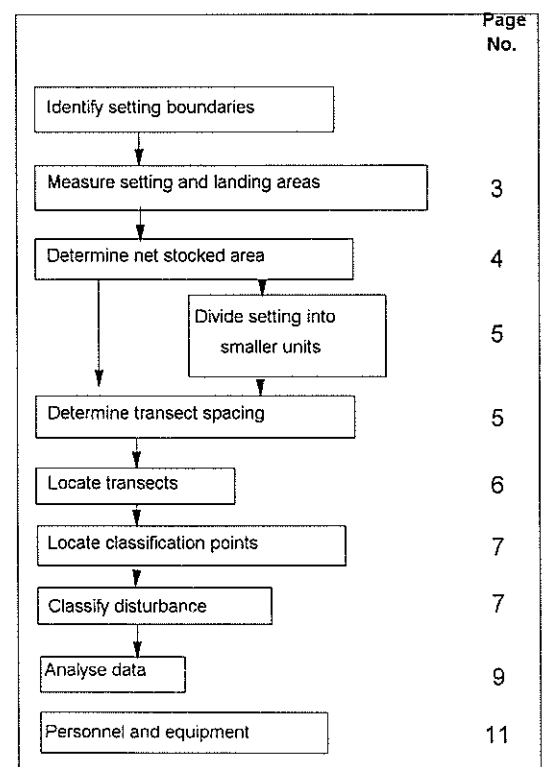 Page
No.
Identify setting boundaries
Measure setting and landing areas 3
Determine net stocked area 4
Divide setting into
smaller units 5
Determine transect spacing 5
Locate transects 6
Locate classification points 7
Classify disturbance 7
Analyse data 9
Personnel and equipment 11